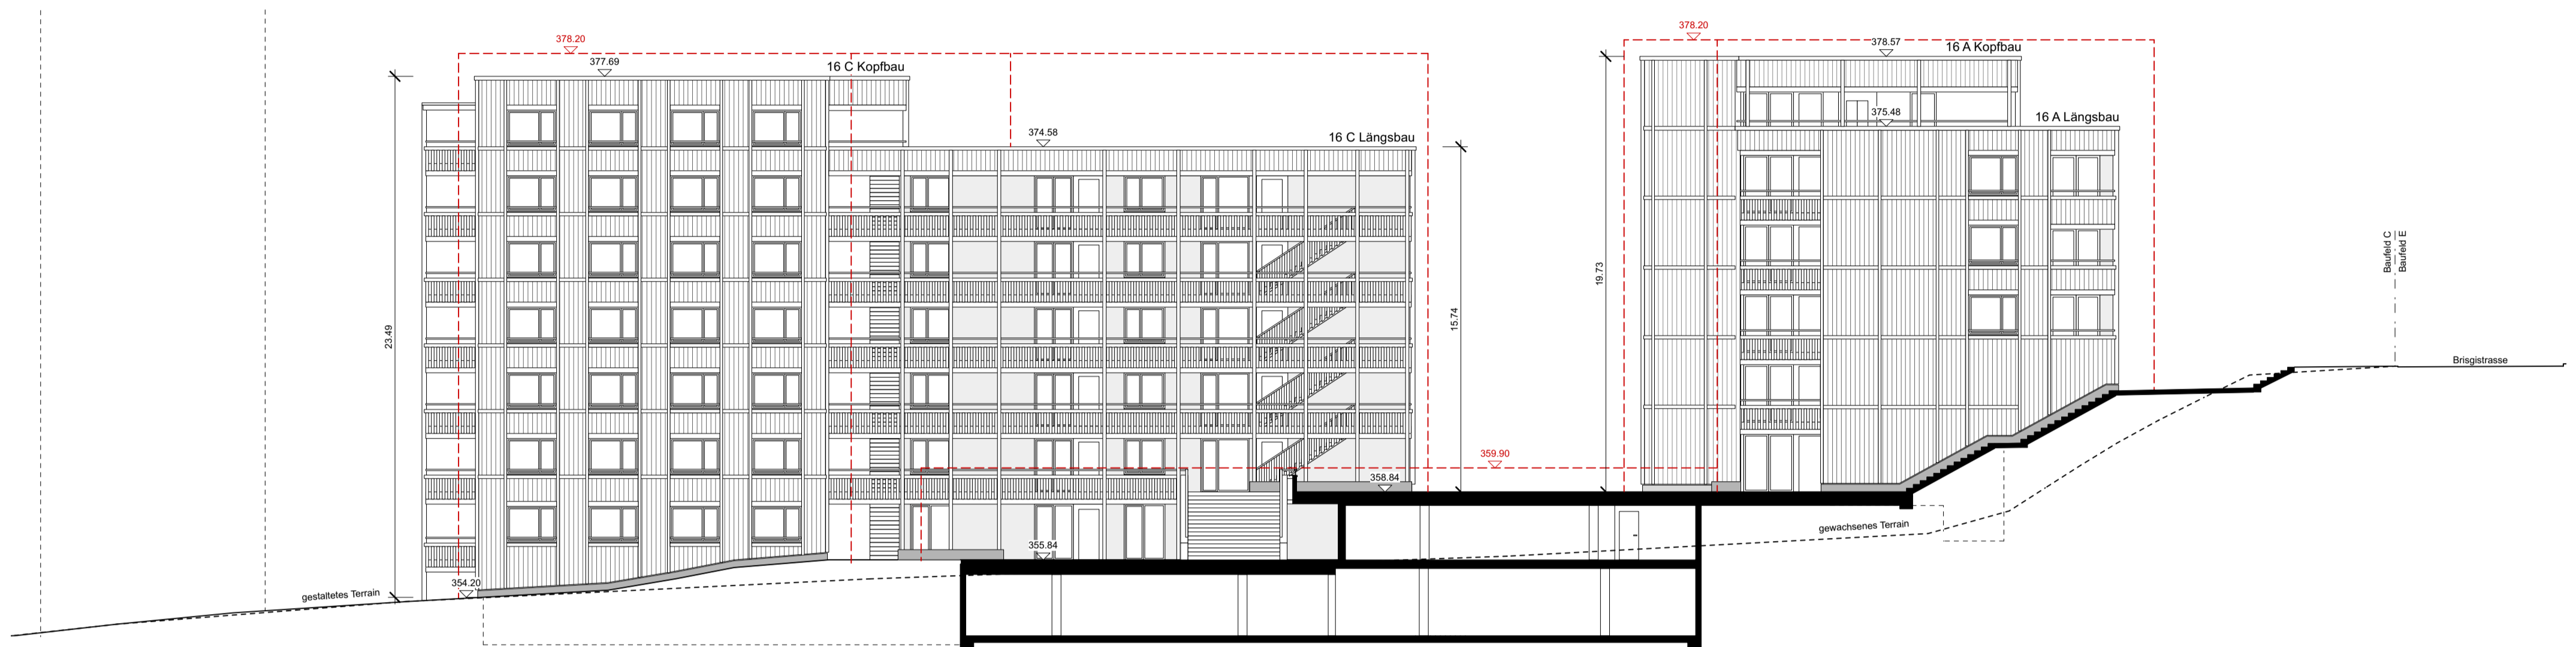 378.20
377.69
16 C Kopfbau
374.58
16 C Längsbau
378.20
378.57
16 A Kopfbau
375.48
16 A Längsbau
23.49
15.74
19.73
Baufeld C
Baufeld E
Brisgistrasse
359.90
358.84
gewachsenes Terrain
355.84
354.20
gestaltetes Terrain